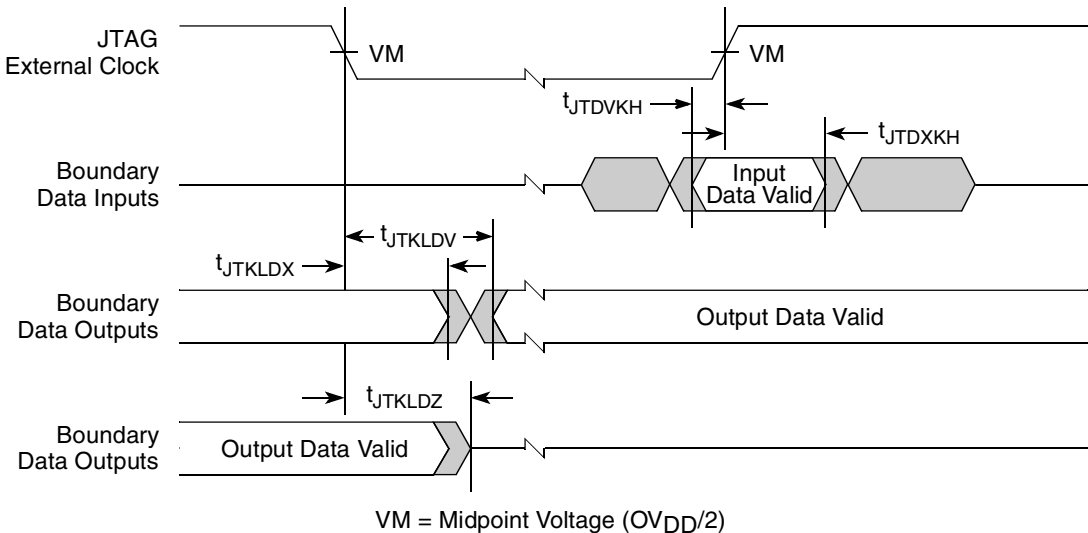 JTAG
External Clock
VM
VM
tJTDVKH
tJTDXKH
Boundary
Data Inputs
Input
Data Valid
tJTKLDV
tJTKLDX
Boundary
Data Outputs
Output Data Valid
tJTKLDZ
Boundary
Data Outputs
Output Data Valid
VM = Midpoint Voltage (OVDD/2)